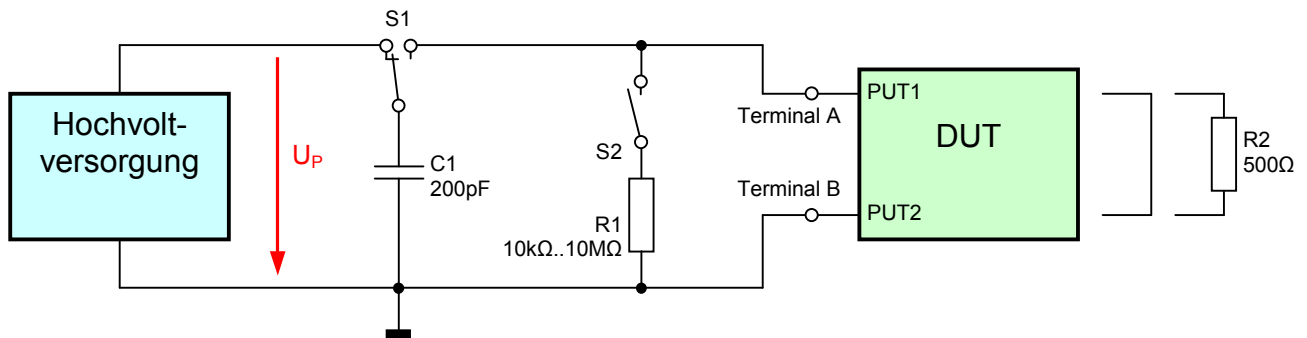 S1
Hochvolt-
versorgung
UP
C1
200pF
S2
R1
10kΩ..10MΩ
Terminal A
Terminal B
PUT1
DUT
PUT2
R2
500Ω